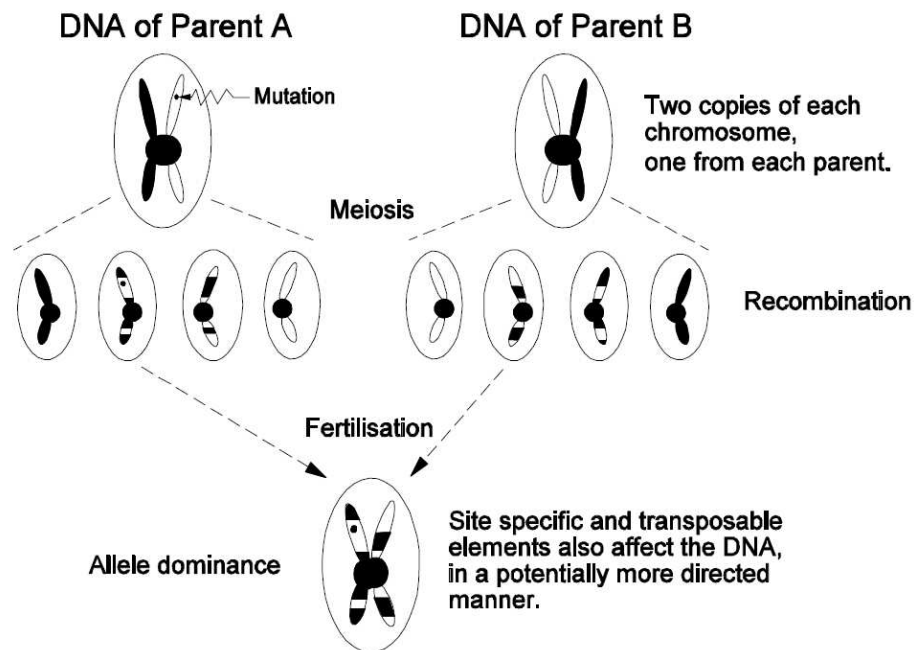 DNA of Parent A
DNA of Parent B
Mutation
Two copies of each
chromosome,
one from each parent.
Meiosis
Recombination
Fertilisation
Allele dominance
Site specific and transposable
elements also affect the DNA,
in a potentially more directed
manner.